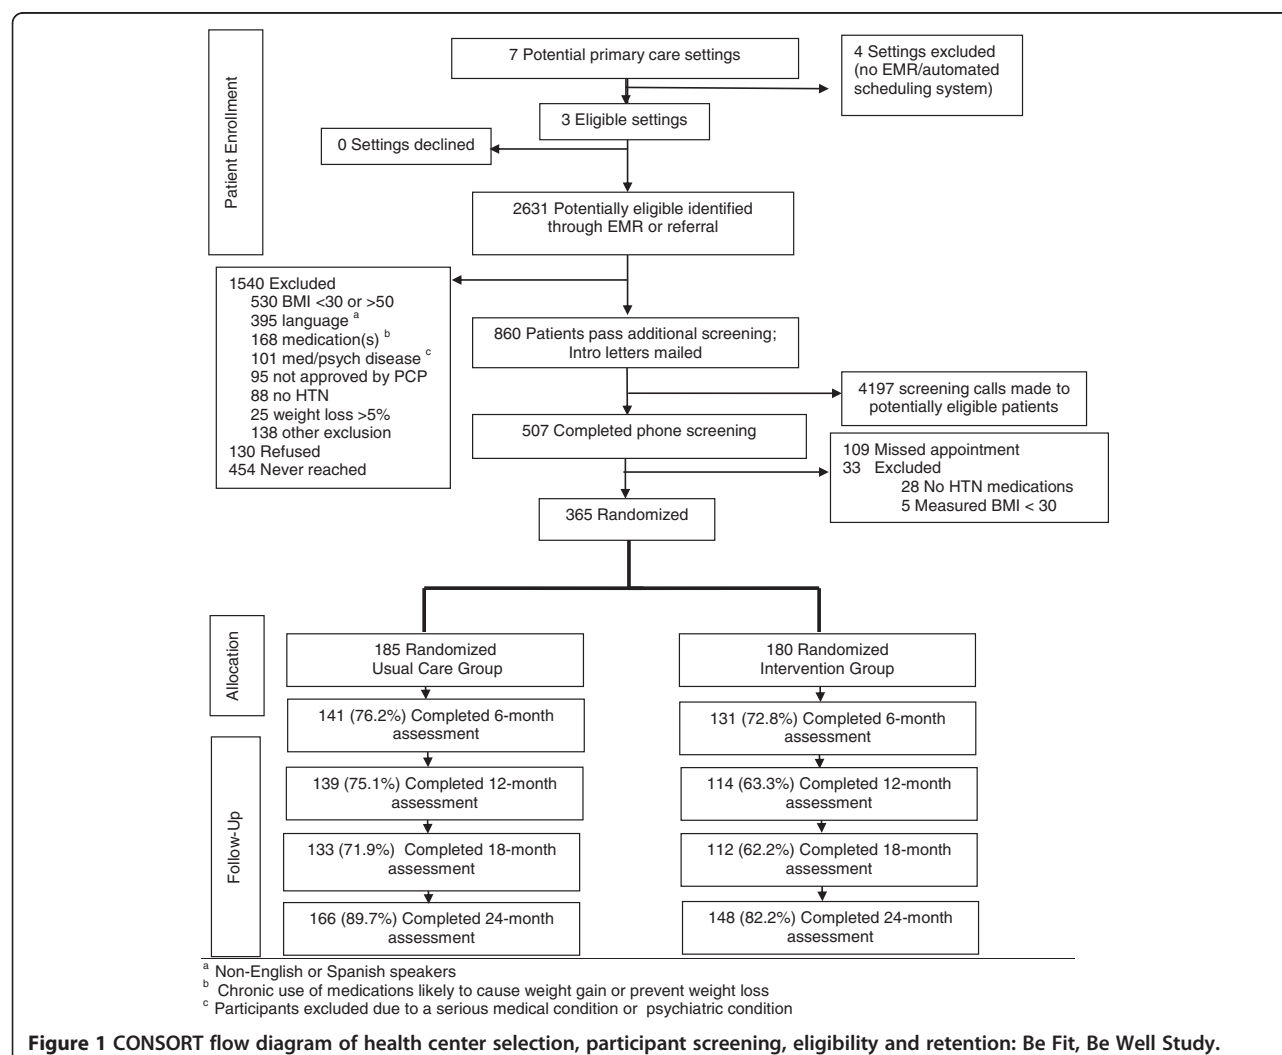 Patient Enrollment
7 Potential primary care settings
4 Settings excluded
(no EMR/automated
scheduling system)
3 Eligible settings
0 Settings declined
2631 Potentially eligible identified
through EMR or referral
1540 Excluded
530 BMI <30 or >50
395 language a
168 medication(s) b
101 med/psych disease c
95 not approved by PCP
88 no HTN
25 weight loss >5%
138 other exclusion
130 Refused
454 Never reached
860 Patients pass additional screening;
Intro letters mailed
4197 screening calls made to
potentially eligible patients
507 Completed phone screening
109 Missed appointment
33 Excluded
28 No HTN medications
5 Measured BMI < 30
365 Randomized
Allocation
185 Randomized
Usual Care Group
180 Randomized
Intervention Group
141 (76.2%) Completed 6-month
assessment
131 (72.8%) Completed 6-month
assessment
Follow-Up
139 (75.1%) Completed 12-month
assessment
114 (63.3%) Completed 12-month
assessment
133 (71.9%) Completed 18-month
assessment
112 (62.2%) Completed 18-month
assessment
166 (89.7%) Completed 24-month
assessment
148 (82.2%) Completed 24-month
assessment
a Non-English or Spanish speakers
b Chronic use of medications likely to cause weight gain or prevent weight loss
c Participants excluded due to a serious medical condition or psychiatric condition
Figure 1 CONSORT flow diagram of health center selection, participant screening, eligibility and retention: Be Fit, Be Well Study.